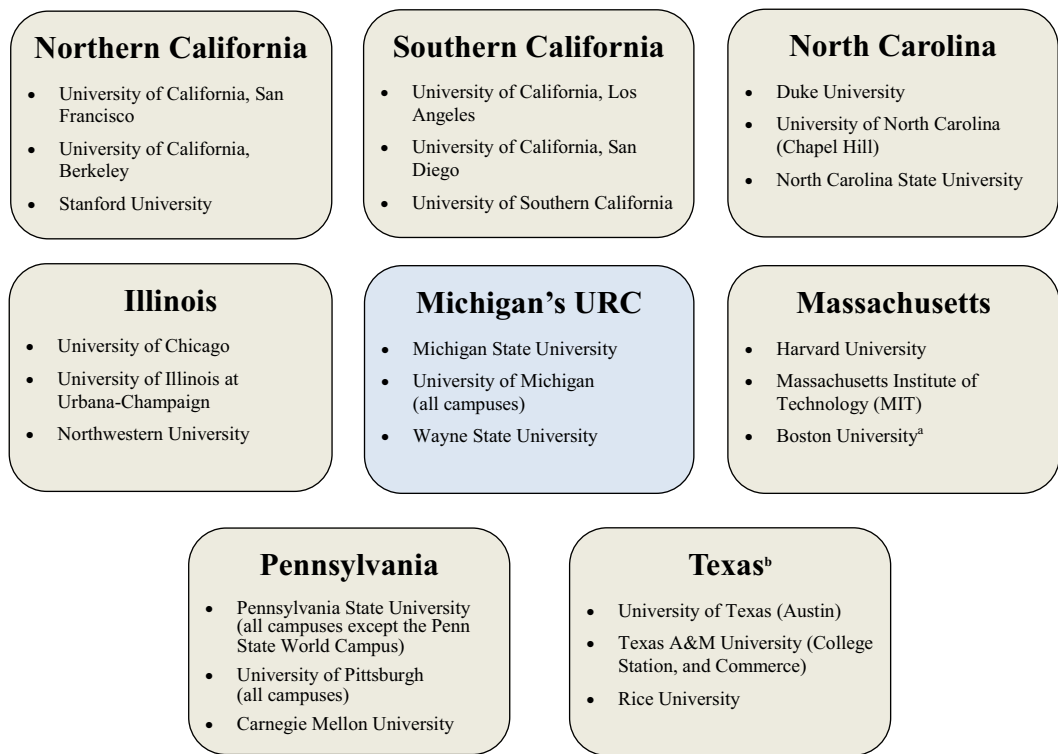 Northern California
• University of California, San
Francisco
• University of California,
Berkeley
• Stanford University
Southern California
• University of California, Los
Angeles
• University of California, San
Diego
• University of Southern California
North Carolina
• Duke University
• University of North Carolina
(Chapel Hill)
• North Carolina State University
Illinois
• University of Chicago
• University of Illinois at
Urbana-Champaign
• Northwestern University
Michigan’s URC
• Michigan State University
• University of Michigan
(all campuses)
• Wayne State University
Massachusetts
• Harvard University
• Massachusetts Institute of
Technology (MIT)
• Boston Universityᵃ
Pennsylvania
• Pennsylvania State University
(all campuses except the Penn
State World Campus)
• University of Pittsburgh
(all campuses)
• Carnegie Mellon University
Texasᵇ
• University of Texas (Austin)
• Texas A&M University (College
Station, and Commerce)
• Rice University